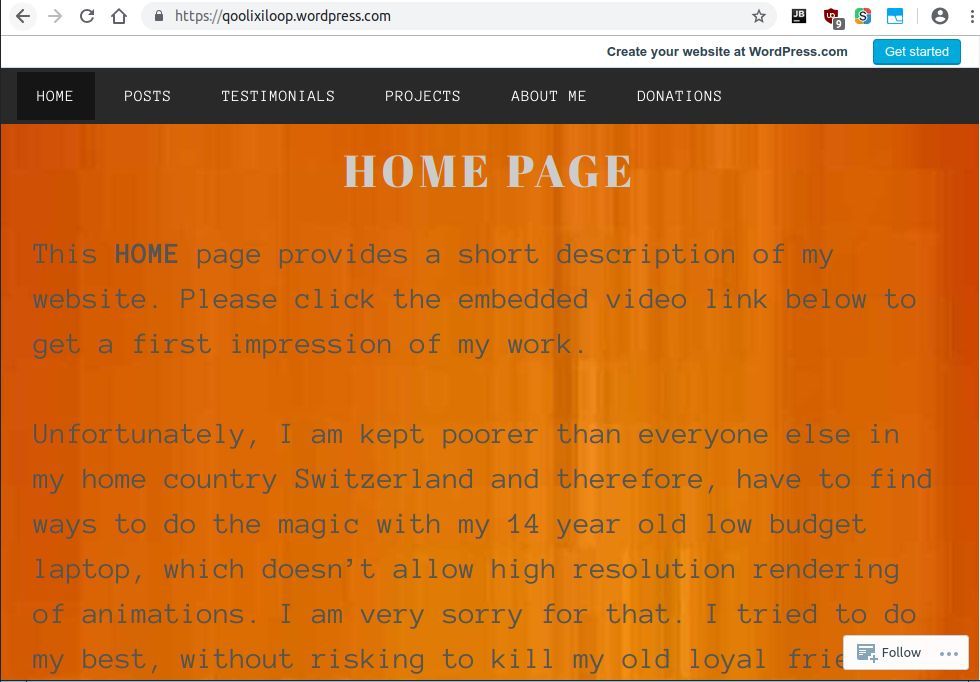 https://qoolixiloop.wordpress.com
JB
9
S
Create your website at WordPress.com
Get started
HOME POSTS TESTIMONIALS PROJECTS ABOUT ME DONATIONS
HOME PAGE
This HOME page provides a short description of my
website. Please click the embedded video link below to
get a first impression of my work.
Unfortunately, I am kept poorer than everyone else in
my home country Switzerland and therefore, have to find
ways to do the magic with my 14 year old low budget
laptop, which doesn’t allow high resolution rendering
of animations. I am very sorry for that. I tried to do
my best, without risking to kill my old loyal
Follow